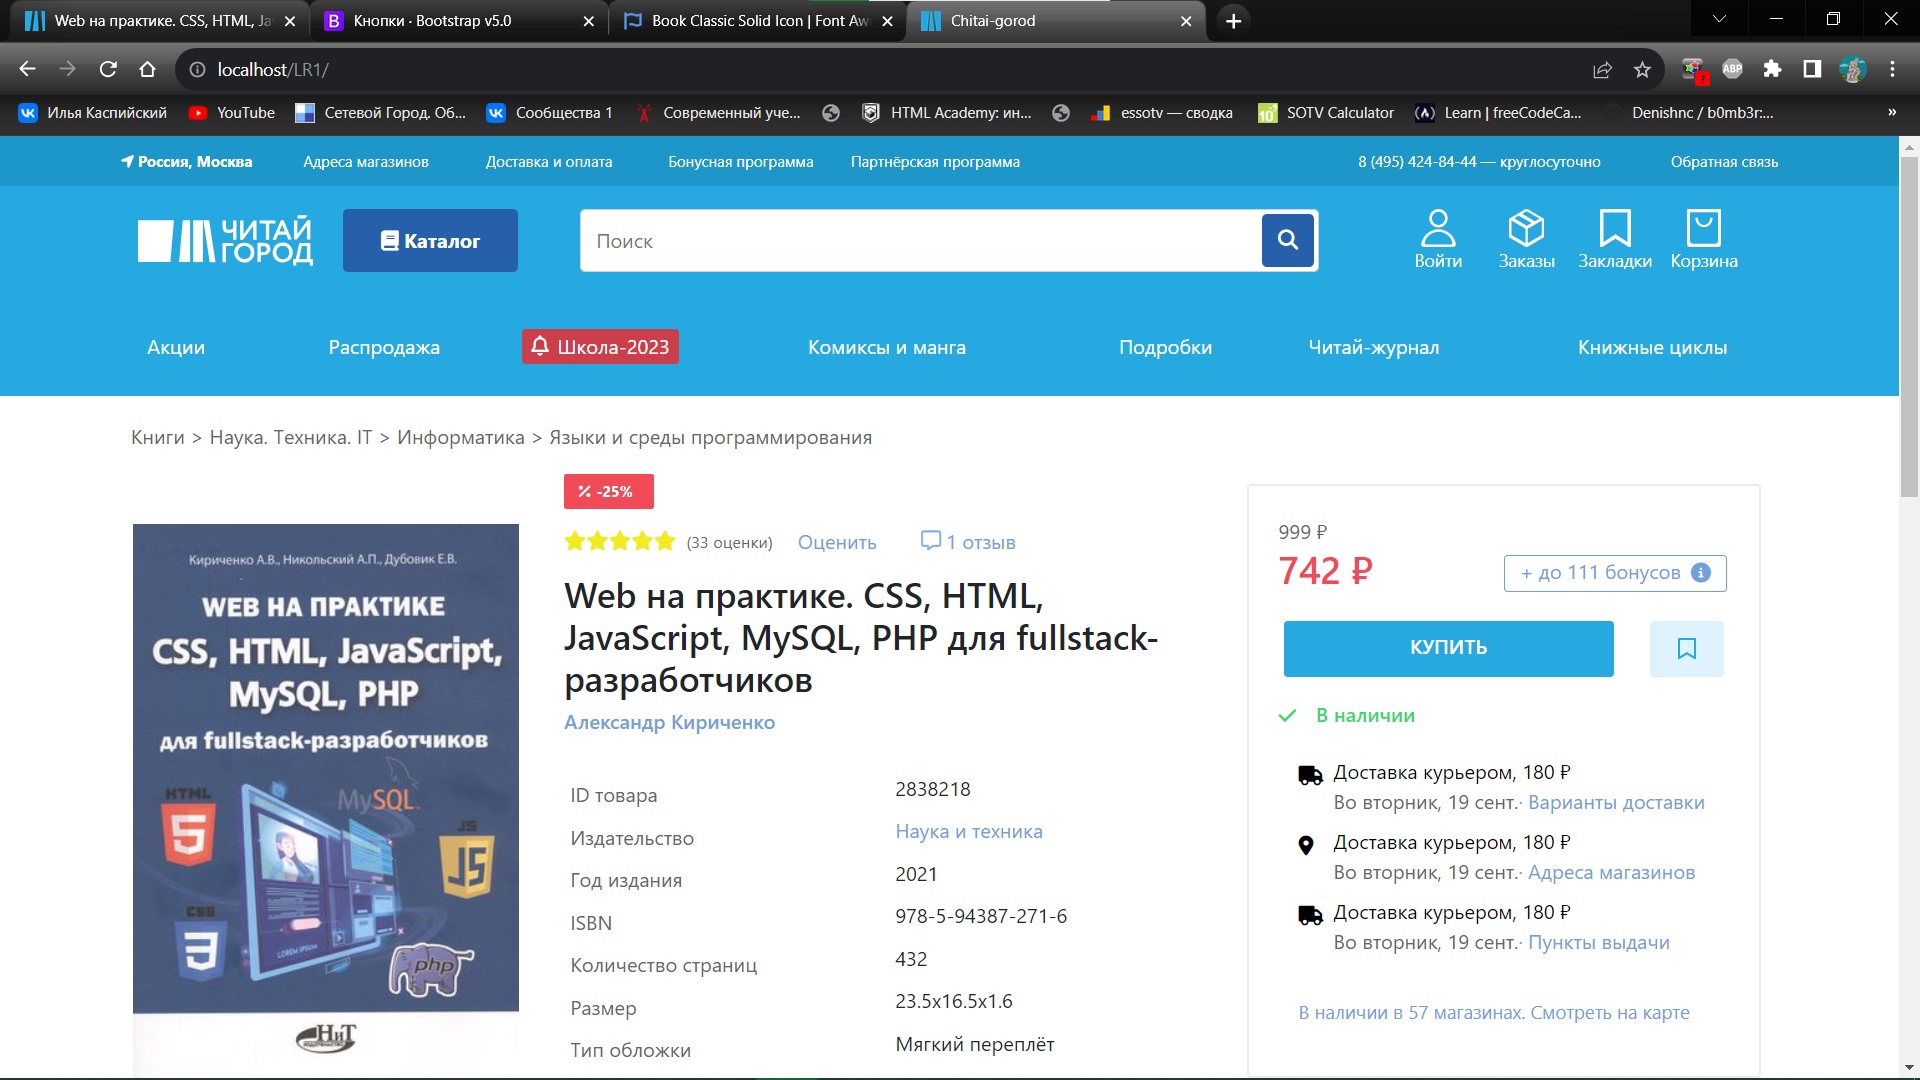 Web на практике. CSS, HTML, Ja
Кнопки · Bootstrap v5.0
Book Classic Solid Icon | Font Aw
Chitai-gorod
localhost/LR1/
ABP
Илья Каспийский
YouTube
Сетевой Город. Об...
Сообщества 1
Современный уче...
HTML Academy: ин...
essotv — сводка
SOTV Calculator
Learn | freeCodeCa...
Denishnc / b0mb3r:...
»
Россия, Москва
Адреса магазинов
Доставка и оплата
Бонусная программа
Партнёрская программа
8 (495) 424-84-44 — круглосуточно
Обратная связь
ЧИТАЙ
ГОРОД
Каталог
Поиск
Войти
Заказы
Закладки
Корзина
Акции
Распродажа
Школа-2023
Комиксы и манга
Подробки
Читай-журнал
Книжные циклы
Книги > Наука. Техника. IT > Информатика > Языки и среды программирования
-25%
(33 оценки)
Оценить
1 отзыв
Web на практике. CSS, HTML,
JavaScript, MySQL, PHP для fullstack-
разработчиков
Александр Кириченко
ID товара
2838218
Издательство
Наука и техника
Год издания
2021
ISBN
978-5-94387-271-6
Количество страниц
432
Размер
23.5x16.5x1.6
Тип обложки
Мягкий переплёт
Кириченко А.В., Никольский А.П., Дубовик Е.В.
WEB НА ПРАКТИКЕ
CSS, HTML, JavaScript,
MySQL, PHP
для fullstack-разработчиков
HTML
5
MySQL
JS
JS
CSS
3
LOREM IPSUM
php
НиТ
999 ₽
742 ₽
+ до 111 бонусов
КУПИТЬ
В наличии
Доставка курьером, 180 ₽
Во вторник, 19 сент.· Варианты доставки
Доставка курьером, 180 ₽
Во вторник, 19 сент.· Адреса магазинов
Доставка курьером, 180 ₽
Во вторник, 19 сент.· Пункты выдачи
В наличии в 57 магазинах. Смотреть на карте